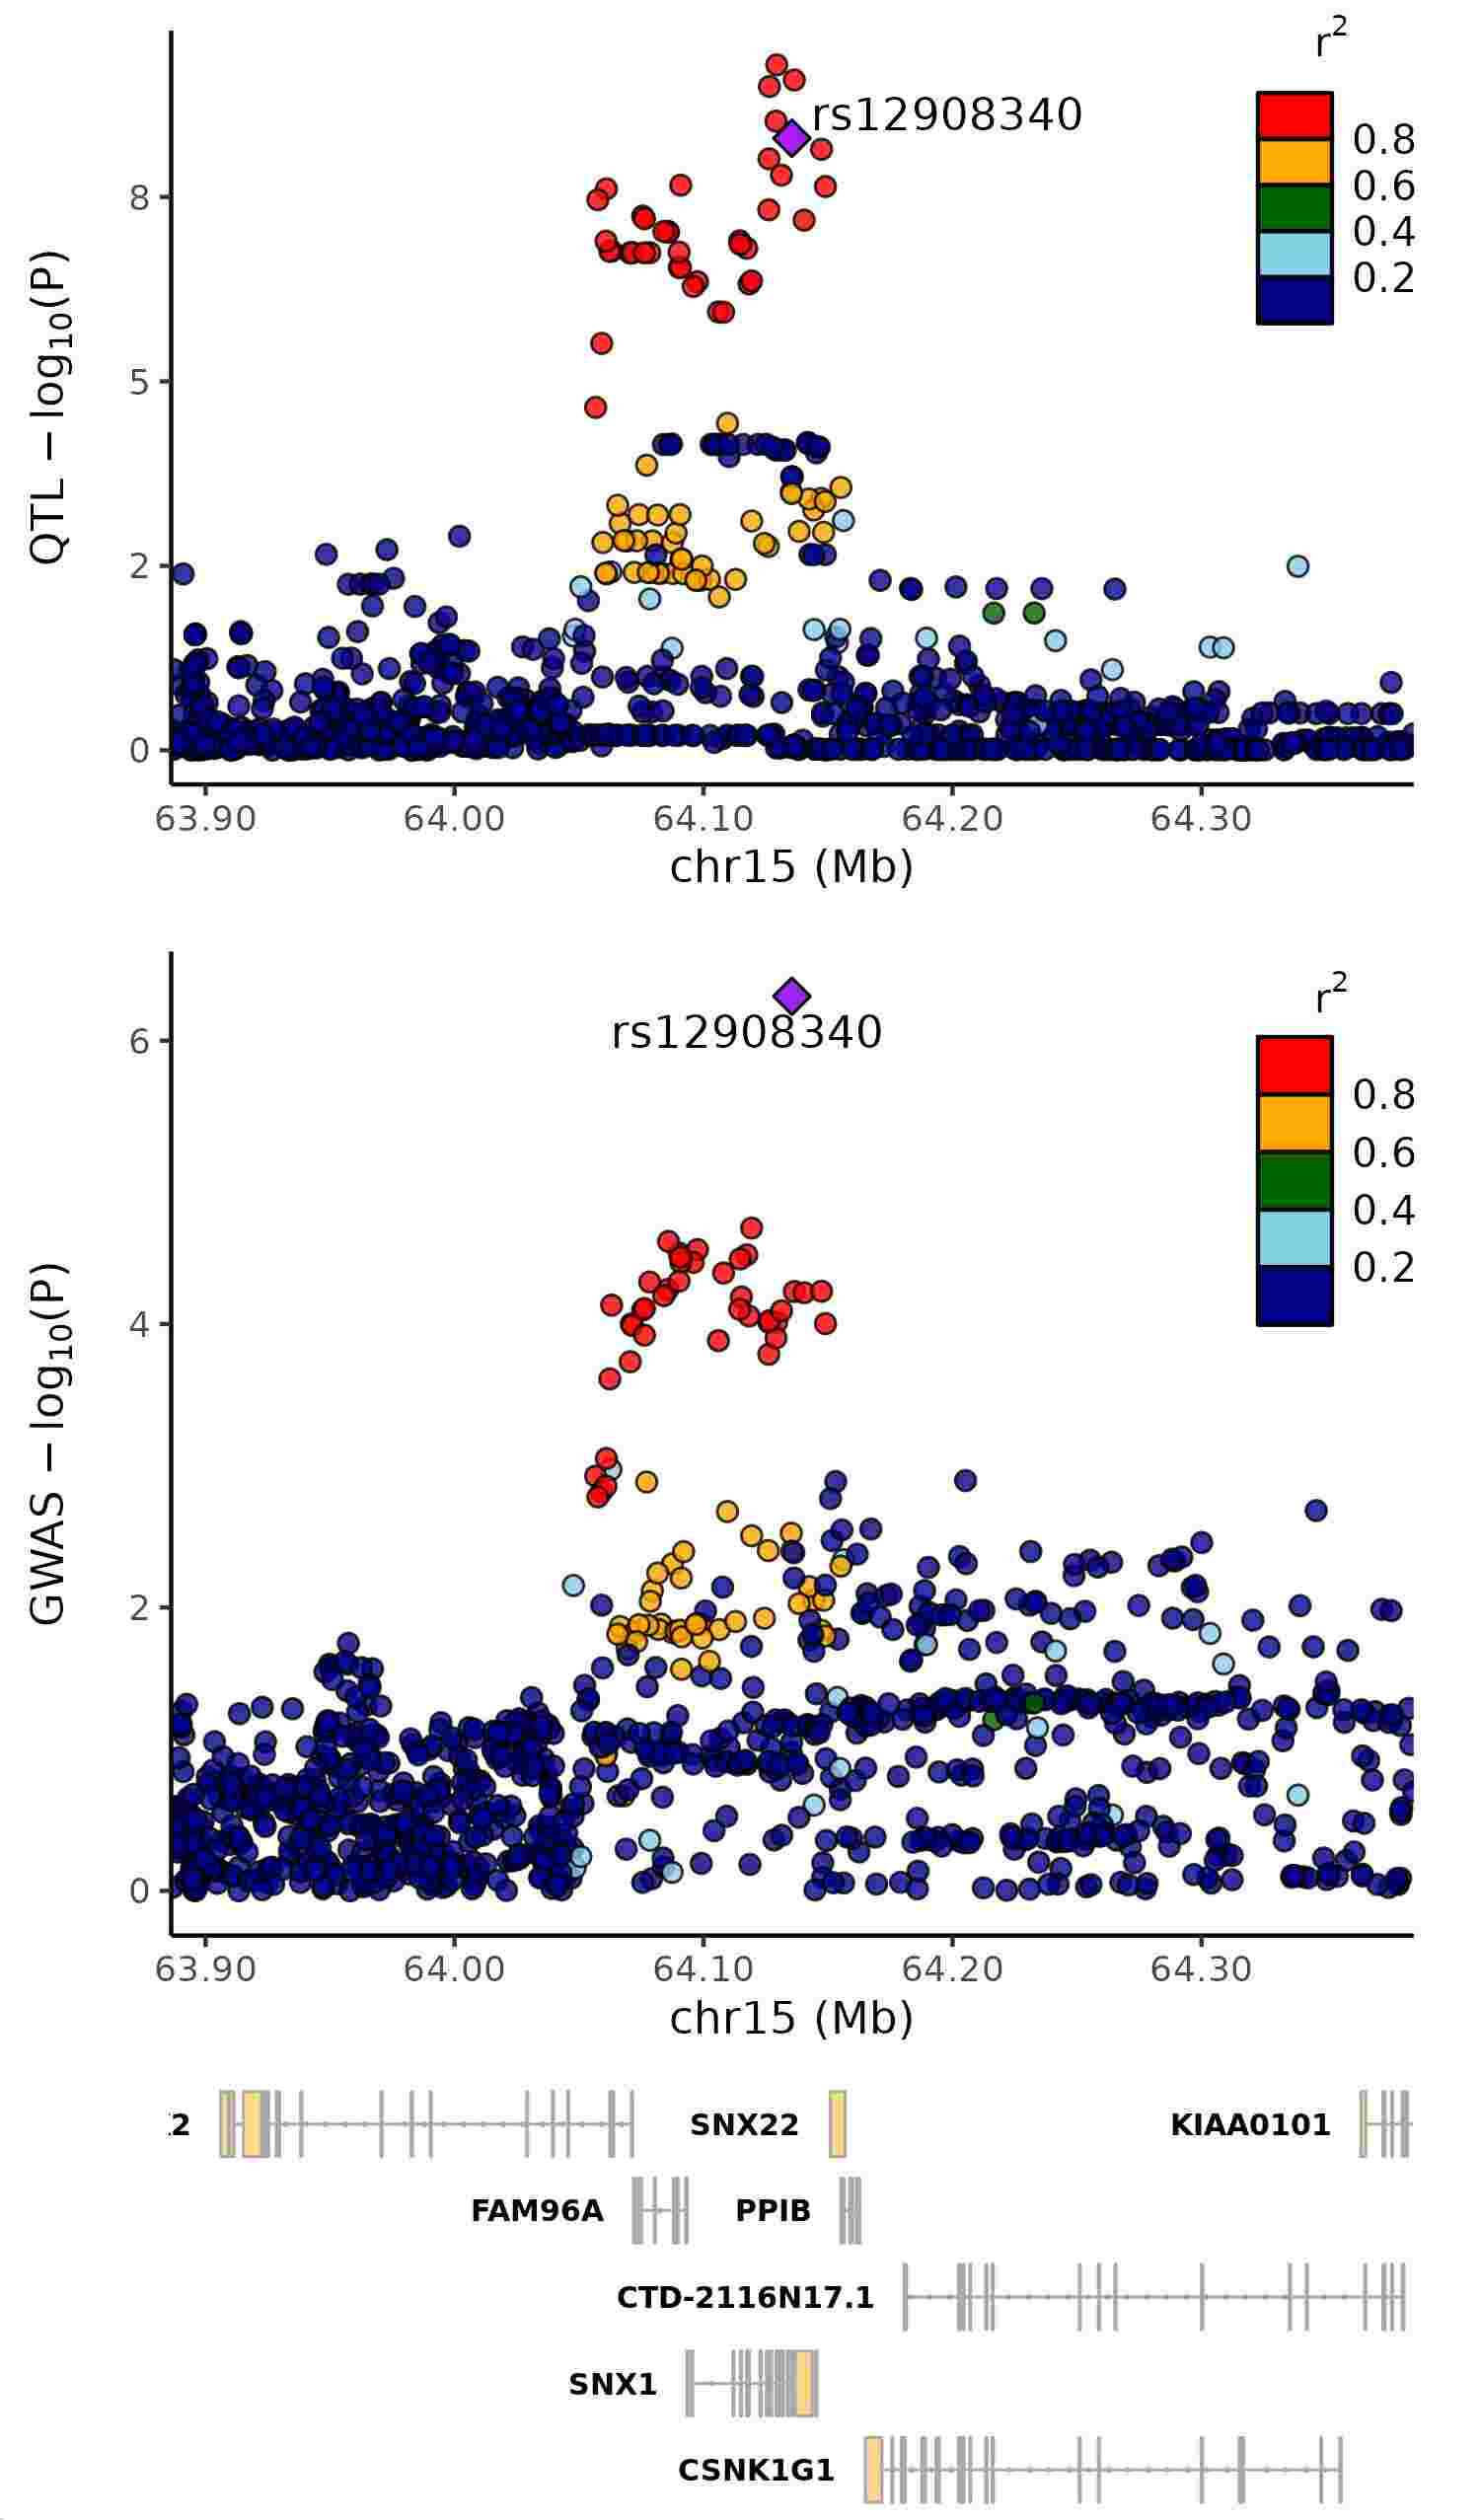 r²
rs12908340
0.8
0.6
0.4
0.2
8
5
2
0
QTL − log₁₀(P)
63.90 64.00 64.10 64.20 64.30
chr15 (Mb)
r²
rs12908340
0.8
0.6
0.4
0.2
6
4
2
0
GWAS − log₁₀(P)
63.90 64.00 64.10 64.20 64.30
chr15 (Mb)
2 SNX22 KIAA0101
FAM96A PPIB
CTD-2116N17.1
SNX1
CSNK1G1